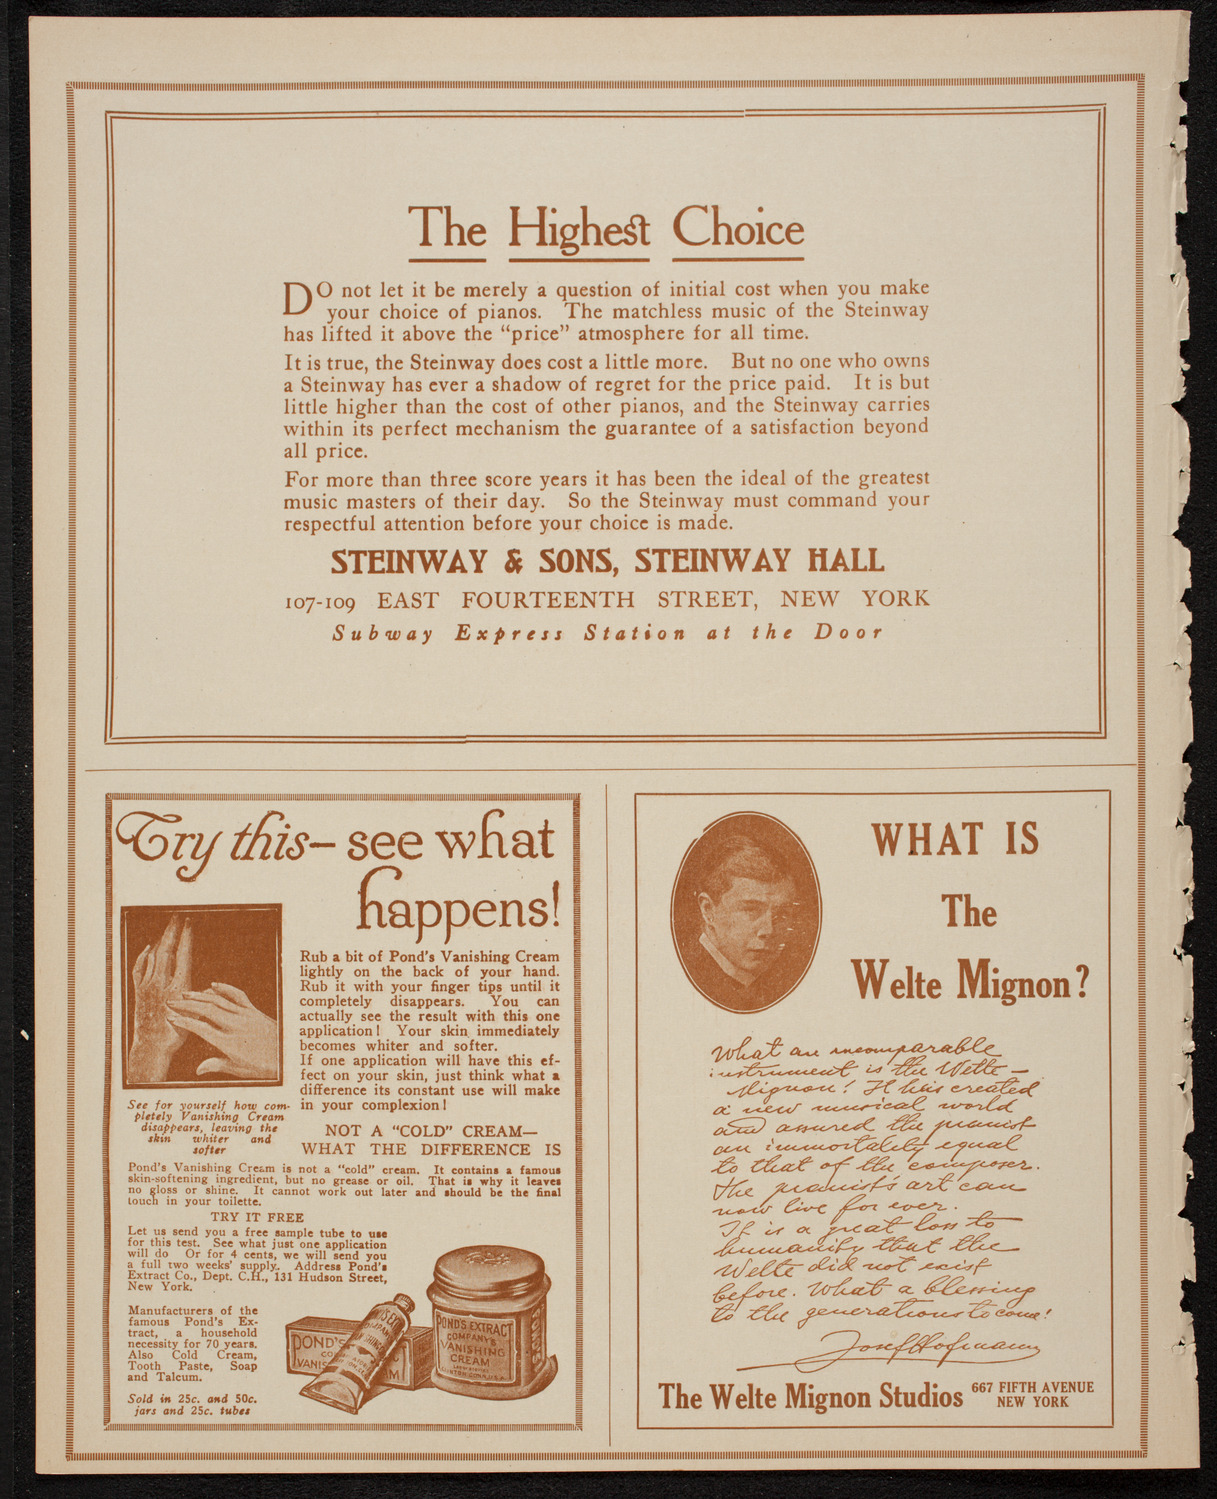 The Highest Choice
DO not let it be merely a question of initial cost when you make
your choice of pianos. The matchless music of the Steinway
has lifted it above the “price” atmosphere for all time.
It is true, the Steinway does cost a little more. But no one who owns
a Steinway has ever a shadow of regret for the price paid. It is but
little higher than the cost of other pianos, and the Steinway carries
within its perfect mechanism the guarantee of a satisfaction beyond
all price.
For more than three score years it has been the ideal of the greatest
music masters of their day. So the Steinway must command your
respectful attention before your choice is made.
STEINWAY & SONS, STEINWAY HALL
107-109 EAST FOURTEENTH STREET, NEW YORK
Subway Express Station at the Door
Try this—see what
happens!
Rub a bit of Pond's Vanishing Cream
lightly on the back of your hand.
Rub it with your finger tips until it
completely disappears. You can
actually see the result with this one
application! Your skin immediately
becomes whiter and softer.
If one application will have this ef-
fect on your skin, just think what a
difference its constant use will make
in your complexion!
See for yourself how com-
pletely Vanishing Cream
disappears, leaving the
skin whiter and
softer
NOT A “COLD” CREAM—
WHAT THE DIFFERENCE IS
Pond's Vanishing Cream is not a “cold” cream. It contains a famous
skin-softening ingredient, but no grease or oil. That is why it leaves
no gloss or shine. It cannot work out later and should be the final
touch in your toilette.
TRY IT FREE
Let us send you a free sample tube to use
for this test. See what just one application
will do Or for 4 cents, we will send you
a full two weeks' supply. Address Pond's
Extract Co., Dept. C.H., 131 Hudson Street,
New York.
Manufacturers of the
famous Pond's Ex-
tract, a household
necessity for 70 years.
Also Cold Cream,
Tooth Paste, Soap
and Talcum.
Sold in 25c. and 50c.
jars and 25c. tubes
POND'S
VANIS
POND'S EXTRACT
COMPANY'S
VANISHING
CREAM
WHAT IS
The
Welte Mignon?
What an incomparable
instrument is the Welte—
Mignon! It has created
a new musical world
and assured the pianist
an immortality equal
to that of the composer.
The pianist's art can
now live for ever.
It is a great loss to
humanity that the
Welte did not exist
before. What a blessing
to the generations to come!
Josef Hofmann
The Welte Mignon Studios 667 FIFTH AVENUE
NEW YORK